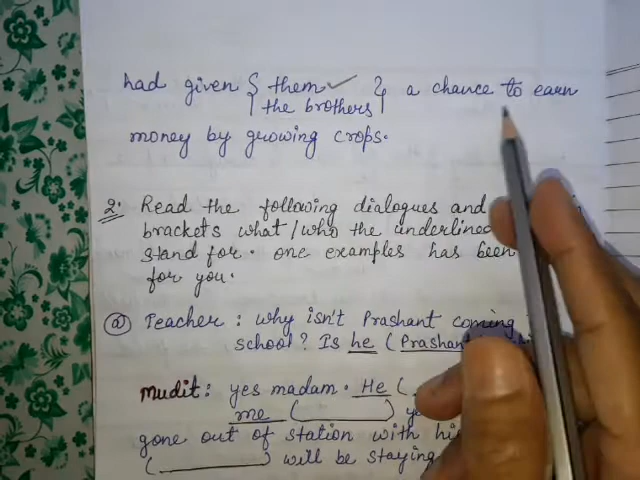 had given { them ✓ } a chance to earn
the brothers
money by growing crops.
2. Read the following dialogues and
brackets what/who the underlined
stand for. one examples has been
for you.
(a) Teacher: why isn't Prashant coming
school? Is he (Prashant
Mudit: yes madam. He (
me (________)
gone out of station with
(________) will be staying